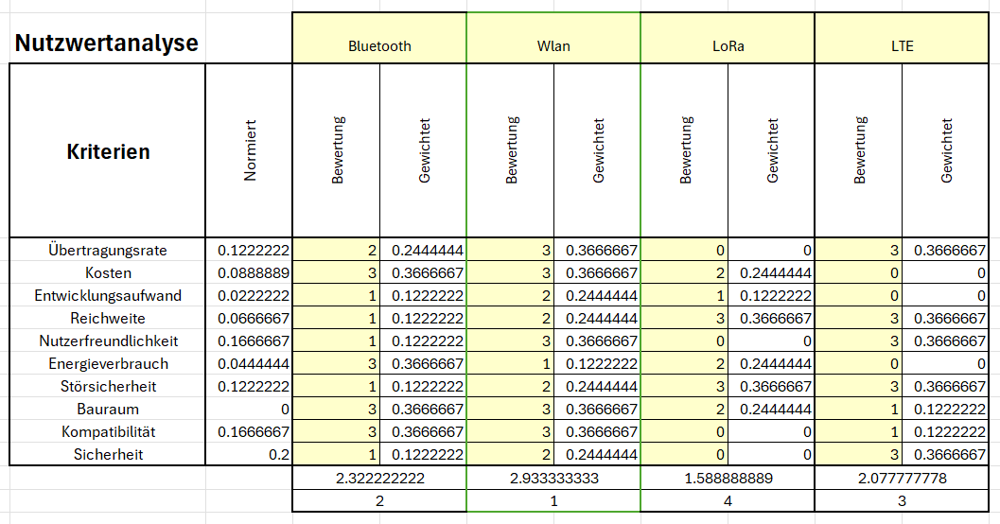 Nutzwertanalyse Bluetooth Wlan LoRa LTE
Kriterien Normiert Bewertung Gewichtet Bewertung Gewichtet Bewertung Gewichtet Bewertung Gewichtet
Übertragungsrate 0.1222222 2 0.2444444 3 0.3666667 0 0 3 0.3666667
Kosten 0.0888889 3 0.3666667 3 0.3666667 2 0.2444444 0 0
Entwicklungsaufwand 0.0222222 1 0.1222222 2 0.2444444 1 0.1222222 0 0
Reichweite 0.0666667 1 0.1222222 2 0.2444444 3 0.3666667 3 0.3666667
Nutzerfreundlichkeit 0.1666667 1 0.1222222 3 0.3666667 0 0 3 0.3666667
Energieverbrauch 0.0444444 3 0.3666667 1 0.1222222 2 0.2444444 0 0
Störsicherheit 0.1222222 1 0.1222222 2 0.2444444 3 0.3666667 3 0.3666667
Bauraum 0 3 0.3666667 3 0.3666667 2 0.2444444 1 0.1222222
Kompatibilität 0.1666667 3 0.3666667 3 0.3666667 0 0 1 0.1222222
Sicherheit 0.2 1 0.1222222 2 0.2444444 0 0 3 0.3666667
2.322222222 2.933333333 1.588888889 2.077777778
2 1 4 3